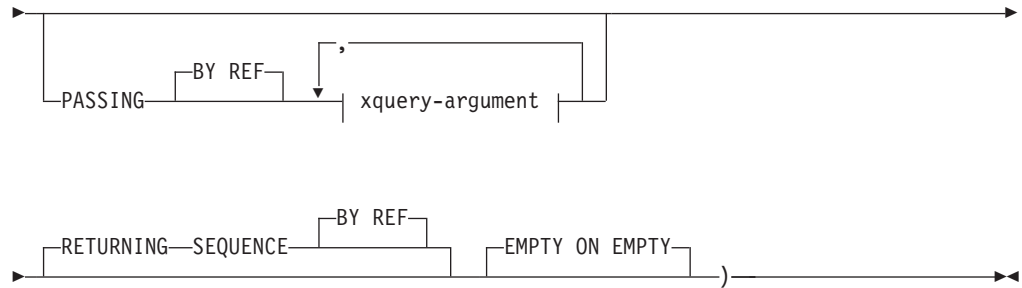 ,
BY REF
PASSING xquery-argument
BY REF
RETURNING SEQUENCE EMPTY ON EMPTY
)